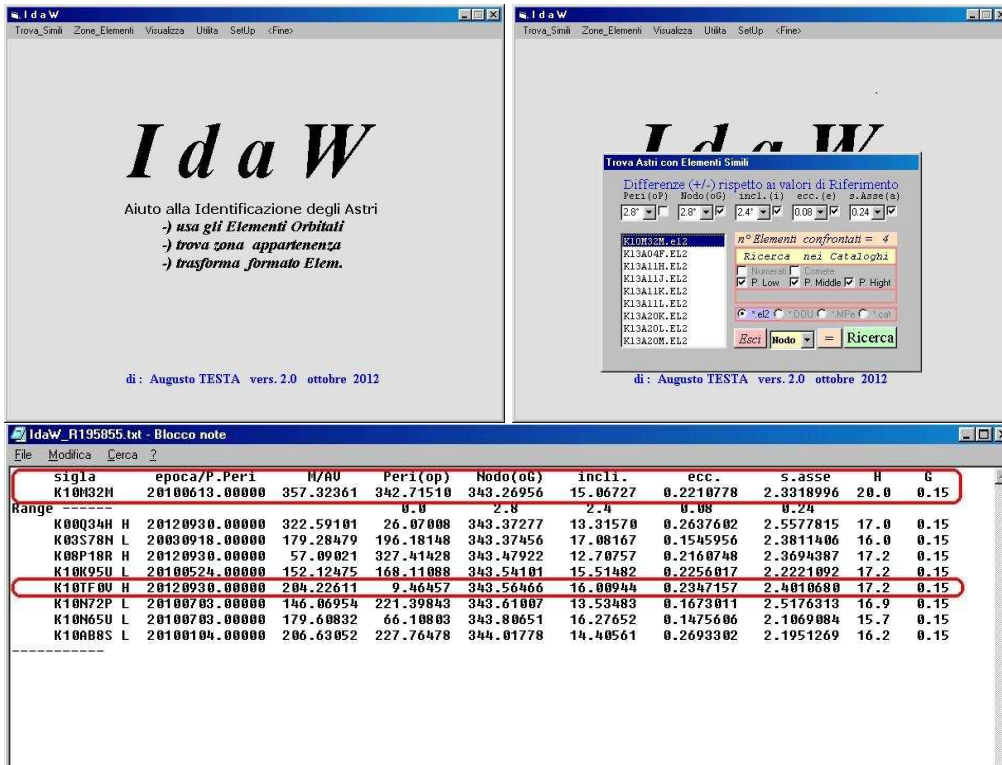 I d a W
Trova_Simili Zone_Elementi Visualizza Utilita SetUp <Fine>
I d a W
Aiuto alla Identificazione degli Astri
-) usa gli Elementi Orbitali
-) trova zona appartenenza
-) trasforma formato Elem.
di : Augusto TESTA vers. 2.0 ottobre 2012
I d a W
Trova_Simili Zone_Elementi Visualizza Utilita SetUp <Fine>
I d a W
Trova Astri con Elementi Simili
Differenze (+/-) rispetto ai valori di Riferimento
Peri(oP) Nodo(oG) incl.(i) ecc.(e) s.Asse(a)
2.8° 2.8° 2.4° 0.08 0.24
K10M32M.el2
K13A04F.EL2
K13A11H.EL2
K13A11J.EL2
K13A11K.EL2
K13A11L.EL2
K13A20K.EL2
K13A20L.EL2
K13A20M.EL2
n° Elementi confrontati = 4
Ricerca nei Cataloghi
Numerati Comete
P. Low P. Middle P. Hight
*.el2 *.DOU *.MPe *.cat
Esci Nodo = Ricerca
di : Augusto TESTA vers. 2.0 ottobre 2012
IdaW_R195855.txt - Blocco note
File Modifica Cerca ?
sigla epoca/P.Peri M/AU Peri(op) Nodo(oG) incli. ecc. s.asse H G
K10M32M 20100613.00000 357.32361 342.71510 343.26956 15.06727 0.2210778 2.3318996 20.0 0.15
Range ------ 0.0 2.8 2.4 0.08 0.24
K00Q34H H 20120930.00000 322.59101 26.07008 343.37277 13.31570 0.2637602 2.5577815 17.0 0.15
K03S78N L 20030918.00000 179.28479 196.18148 343.37456 17.08167 0.1545956 2.3811406 16.0 0.15
K08P18R H 20120930.00000 57.09021 327.41428 343.47922 12.70757 0.2160748 2.3694387 17.2 0.15
K10K95U L 20100524.00000 152.12475 168.11088 343.54101 15.51482 0.2256017 2.2221092 17.2 0.15
K10TF0V H 20120930.00000 204.22611 9.46457 343.56466 16.00944 0.2347157 2.4010680 17.2 0.15
K10N72P L 20100703.00000 146.06954 221.39843 343.61007 13.53483 0.1673011 2.5176313 16.9 0.15
K10N65U L 20100703.00000 179.60832 66.10803 343.80651 16.27652 0.1475606 2.1069084 15.7 0.15
K10AB8S L 20100104.00000 206.63052 227.76478 344.01778 14.40561 0.2693302 2.1951269 16.2 0.15
-----------